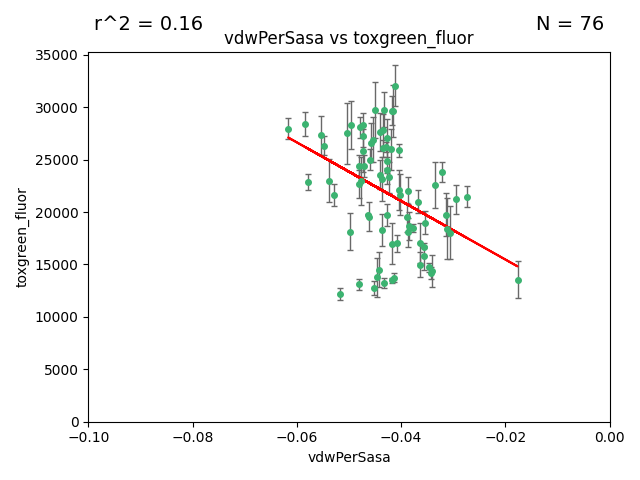 r^2 = 0.16
N = 76
vdwPerSasa vs toxgreen_fluor
35000
30000
25000
20000
15000
10000
5000
0
toxgreen_fluor
−0.10
−0.08
−0.06
−0.04
−0.02
0.00
vdwPerSasa